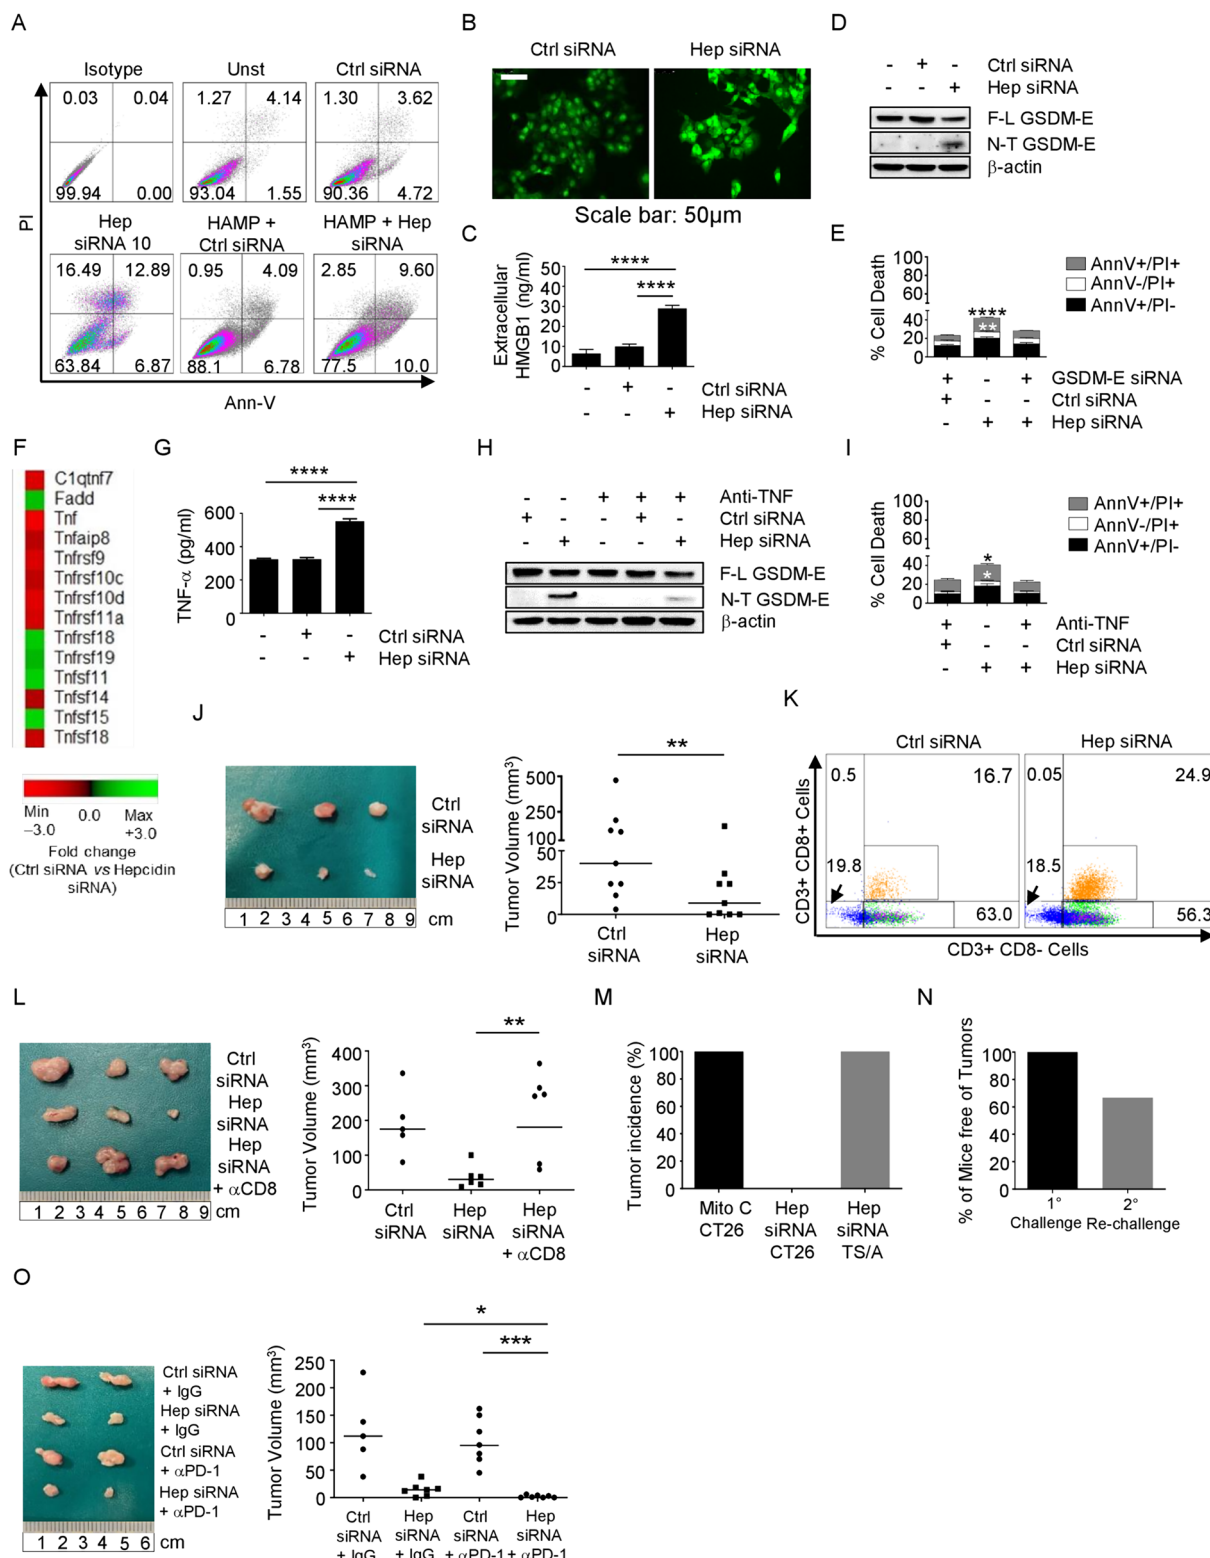 A
Isotype
Unst
Ctrl siRNA
0.03 0.04
99.94 0.00
1.27 4.14
93.04 1.55
1.30 3.62
90.36 4.72
Hep
siRNA 10
HAMP +
Ctrl siRNA
HAMP + Hep
siRNA
16.49 12.89
63.84 6.87
0.95 4.09
88.1 6.78
2.85 9.60
77.5 10.0
PI
Ann-V
B
Ctrl siRNA
Hep siRNA
Scale bar: 50μm
C
Extracellular
HMGB1 (ng/ml)
50
40
30
20
10
0
****
****
- + - Ctrl siRNA
- - + Hep siRNA
D
- + - Ctrl siRNA
- - + Hep siRNA
F-L GSDM-E
N-T GSDM-E
β-actin
E
% Cell Death
100
80
60
40
20
0
****
**
AnnV+/PI+
AnnV-/PI+
AnnV+/PI-
+ - + GSDM-E siRNA
+ - - Ctrl siRNA
- + + Hep siRNA
F
C1qtnf7
Fadd
Tnf
Tnfaip8
Tnfrsf9
Tnfrsf10c
Tnfrsf10d
Tnfrsf11a
Tnfrsf18
Tnfrsf19
Tnfsf11
Tnfsf14
Tnfsf15
Tnfsf18
Min 0.0 Max
−3.0 +3.0
Fold change
(Ctrl siRNA vs Hepcidin
siRNA)
G
TNF-α (pg/ml)
600
400
200
0
****
****
- + - Ctrl siRNA
- - + Hep siRNA
H
- - + + + Anti-TNF
+ - - + - Ctrl siRNA
- + - - + Hep siRNA
F-L GSDM-E
N-T GSDM-E
β-actin
I
% Cell Death
100
80
60
40
20
0
*
*
AnnV+/PI+
AnnV-/PI+
AnnV+/PI-
+ - + Anti-TNF
+ - - Ctrl siRNA
- + + Hep siRNA
J
Ctrl
siRNA
Hep
siRNA
1 2 3 4 5 6 7 8 9 cm
Tumor Volume (mm3)
500
250
100
50
25
0
**
Ctrl
siRNA
Hep
siRNA
K
Ctrl siRNA
Hep siRNA
0.5 16.7
19.8 63.0
0.05 24.9
18.5 56.3
CD3+ CD8+ Cells
CD3+ CD8- Cells
L
Ctrl
siRNA
Hep
siRNA
Hep
siRNA
+ αCD8
1 2 3 4 5 6 7 8 9 cm
Tumor Volume (mm3)
400
300
200
100
0
**
Ctrl
siRNA
Hep
siRNA
Hep
siRNA
+ αCD8
M
Tumor incidence (%)
100
80
60
40
20
0
Mito C
CT26
Hep
siRNA
CT26
Hep
siRNA
TS/A
N
% of Mice free of Tumors
100
80
60
40
20
0
1°
Challenge
2°
Re-challenge
O
Ctrl siRNA
+ IgG
Hep siRNA
+ IgG
Ctrl siRNA
+ αPD-1
Hep siRNA
+ αPD-1
1 2 3 4 5 6 cm
Tumor Volume (mm3)
250
200
150
100
50
0
*
***
Ctrl
siRNA
+ IgG
Hep
siRNA
+ IgG
Ctrl
siRNA
+ αPD-1
Hep
siRNA
+ αPD-1